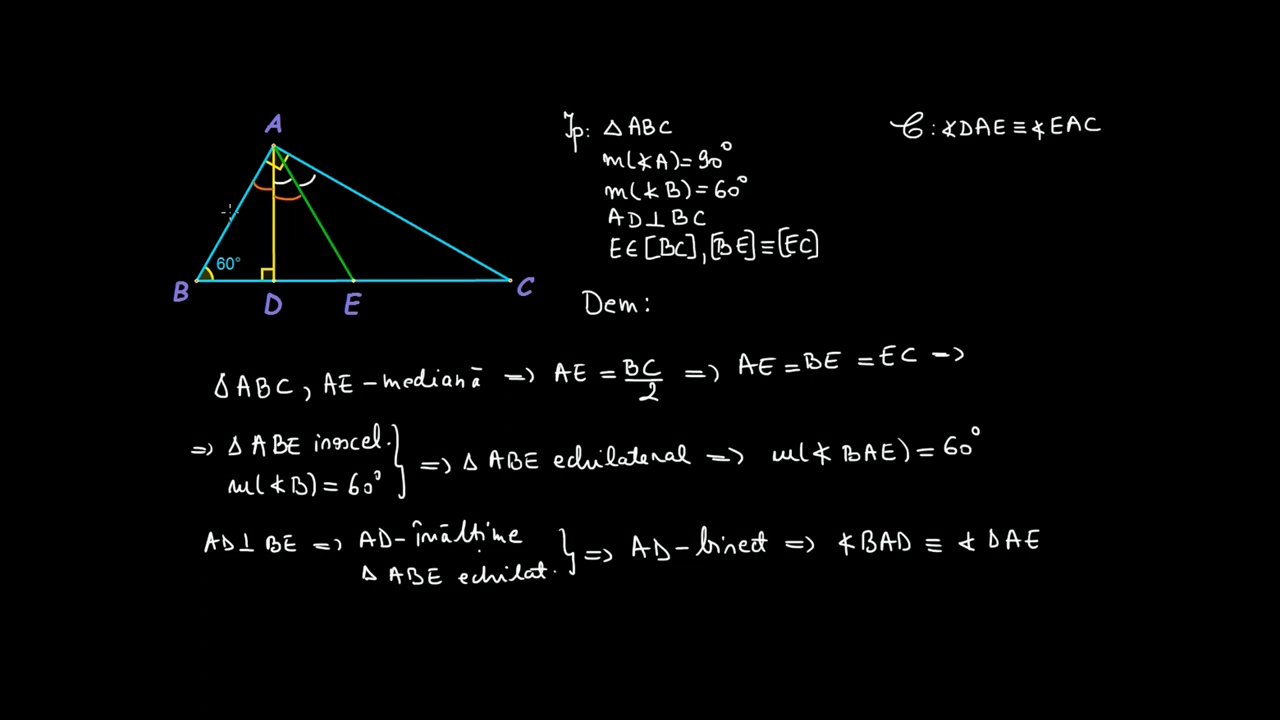 A
60°
B
D
E
C
Ip: △ABC
m(∢A)=90°
m(∢B)=60°
AD⊥BC
E∈[BC],[BE]≡[EC]
C: ∢DAE≡∢EAC
Dem:
△ABC, AE-mediană => AE = BC/2 => AE = BE = EC =>
=> △ABE isoscel.
m(∢B)=60° } => △ABE echilateral => m(∢BAE)=60°
AD⊥BE => AD-înălțime
△ABE echilat. } => AD-bisect => ∢BAD ≡ ∢DAE